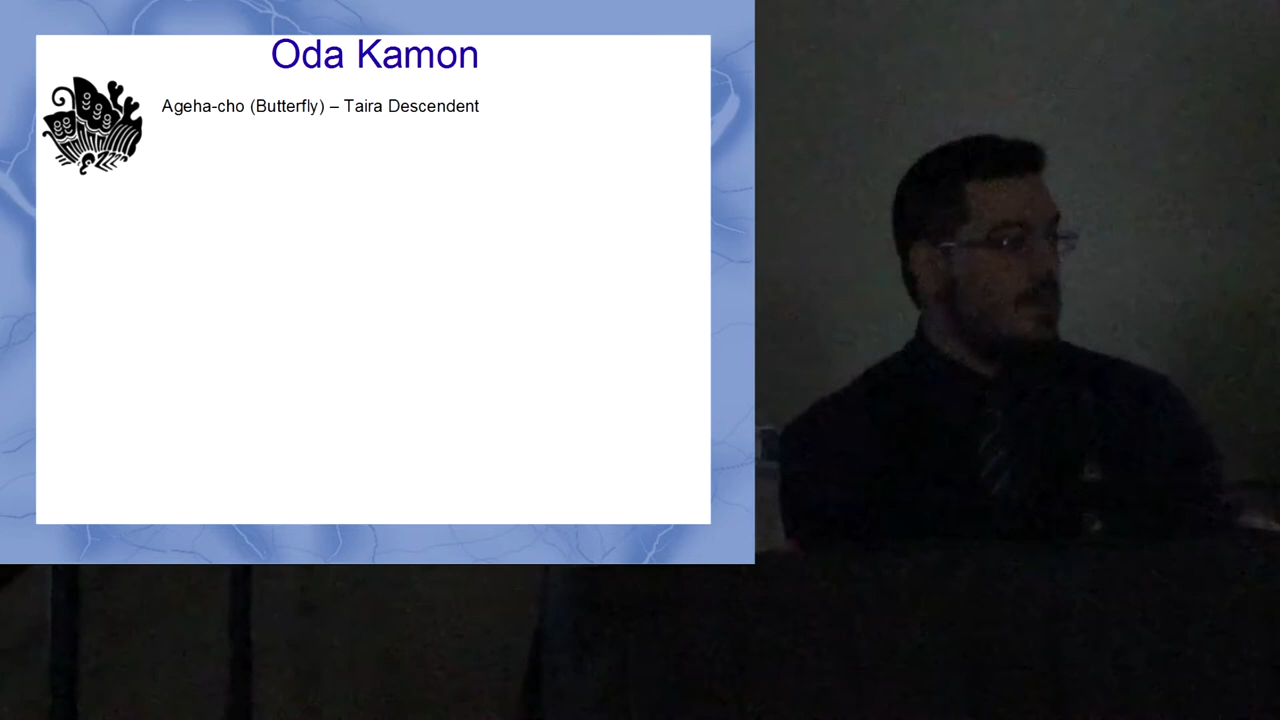 Oda Kamon
Ageha-cho (Butterfly) – Taira Descendent